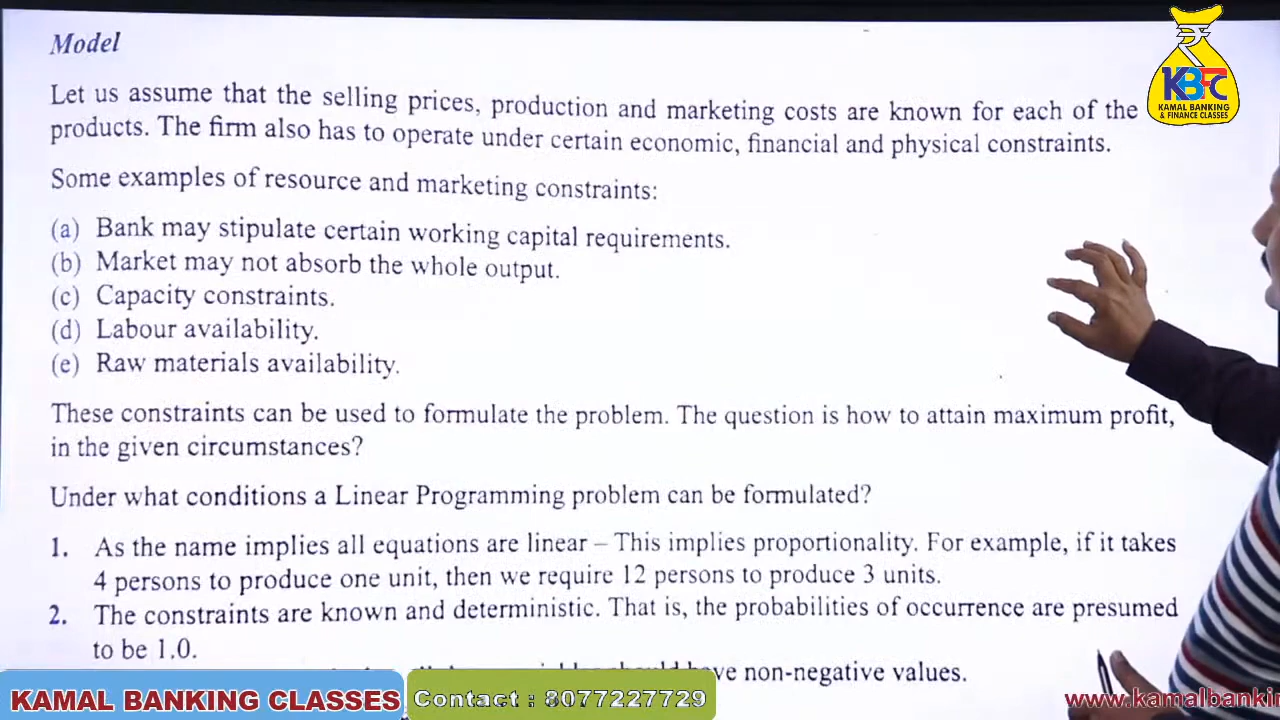 Model
Let us assume that the selling prices, production and marketing costs are known for each of the
products. The firm also has to operate under certain economic, financial and physical constraints.
Some examples of resource and marketing constraints:
(a) Bank may stipulate certain working capital requirements.
(b) Market may not absorb the whole output.
(c) Capacity constraints.
(d) Labour availability.
(e) Raw materials availability.
These constraints can be used to formulate the problem. The question is how to attain maximum profit,
in the given circumstances?
Under what conditions a Linear Programming problem can be formulated?
1. As the name implies all equations are linear – This implies proportionality. For example, if it takes
4 persons to produce one unit, then we require 12 persons to produce 3 units.
2. The constraints are known and deterministic. That is, the probabilities of occurrence are presumed
to be 1.0.
should have non-negative values.
KBFC
KAMAL BANKING
& FINANCE CLASSES
KAMAL BANKING CLASSES
Contact : 8077227729
www.kamalbankin